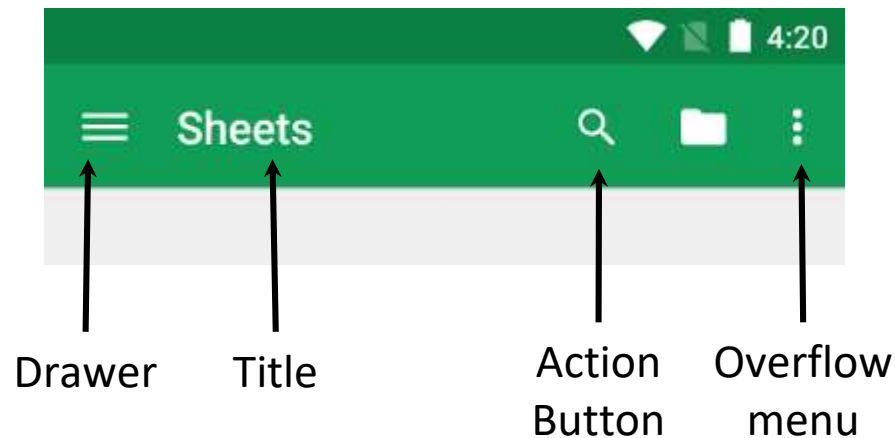 4:20
Sheets
Drawer
Title
Action
Button
Overflow
menu